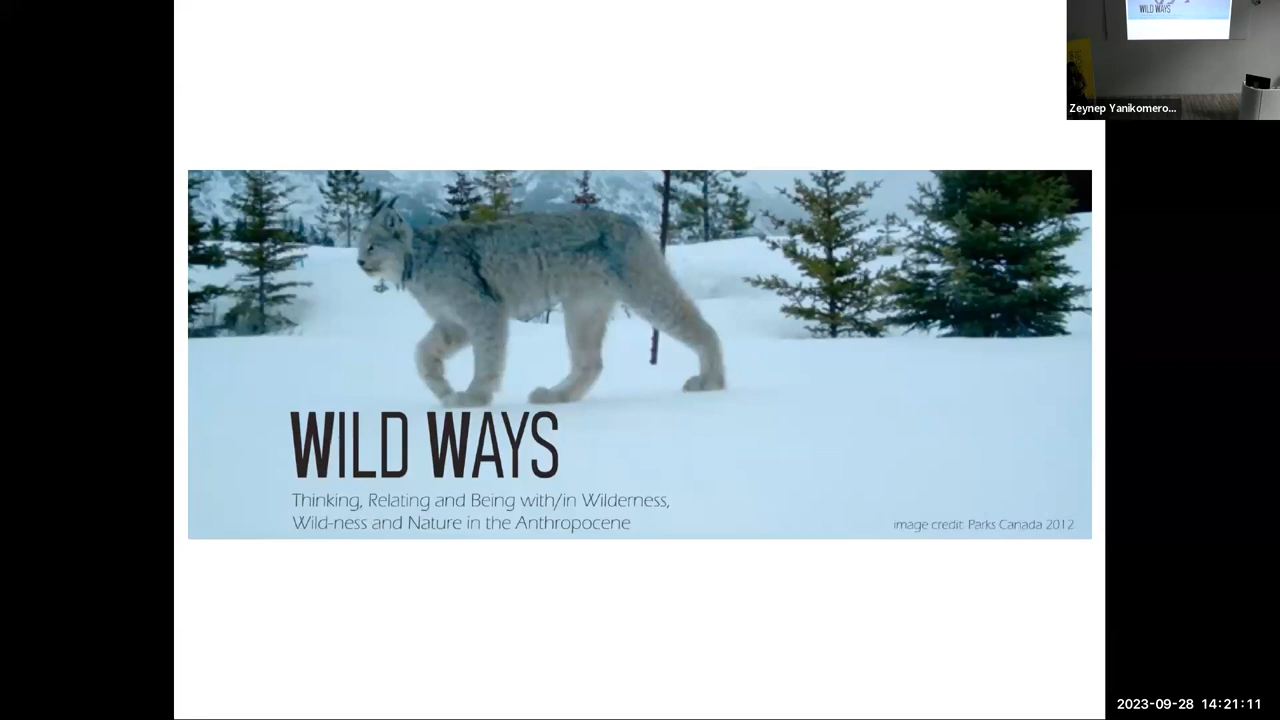 WILD WAYS
Zeynep Yanikomero...
WILD WAYS
Thinking, Relating and Being with/in Wilderness,
Wild-ness and Nature in the Anthropocene
image credit: Parks Canada 2012
2023-09-28 14:21:11